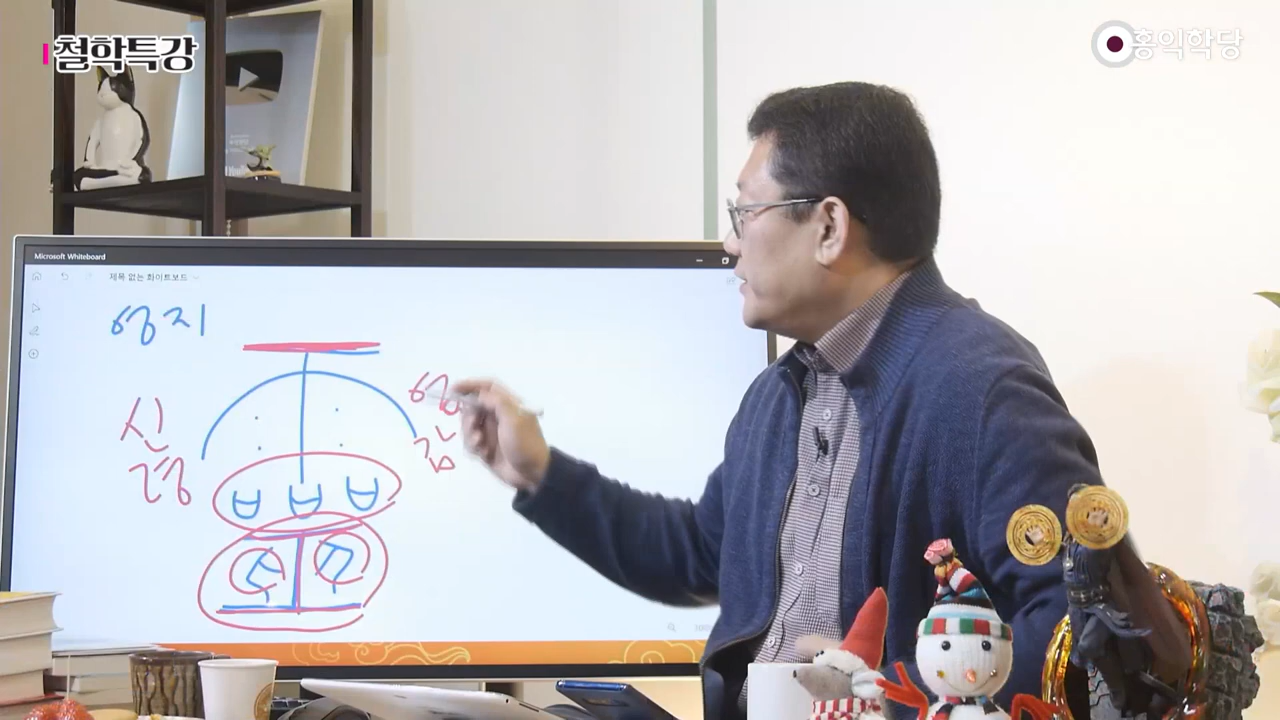 철학특강
홍익학당
Microsoft Whiteboard
제목 없는 화이트보드
영지
신
공
영
감